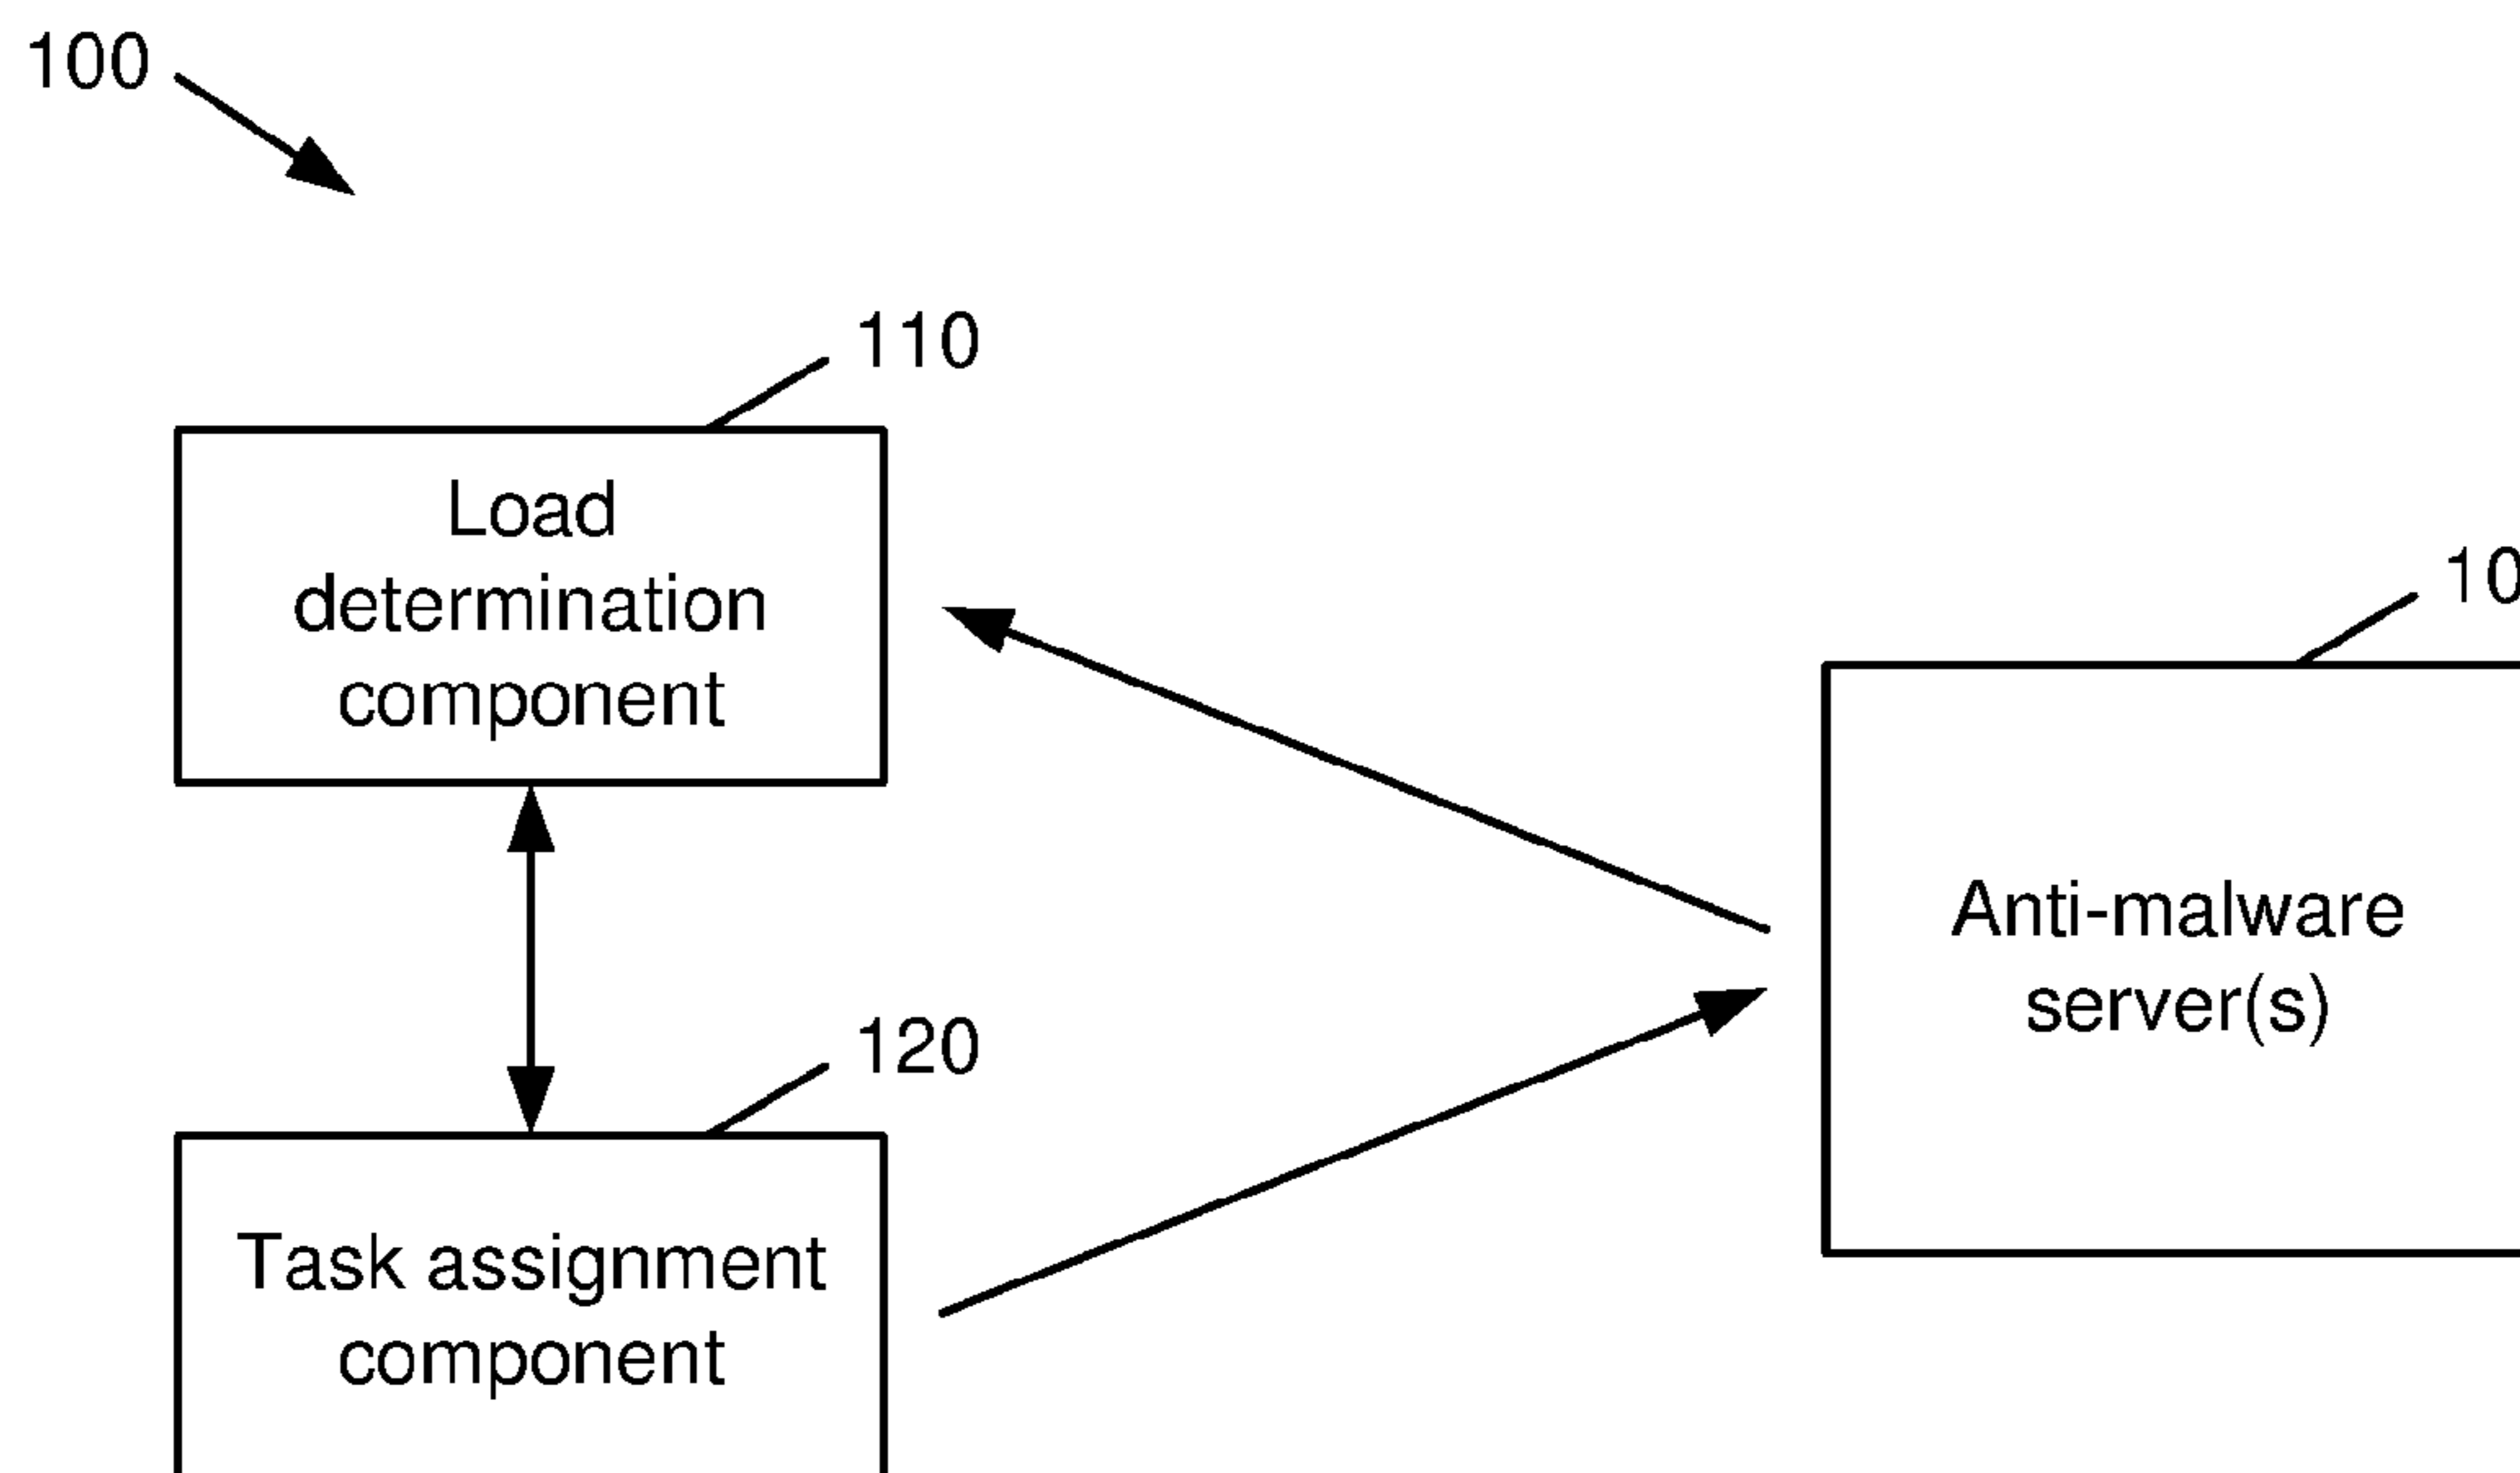 100
110
Load
determination
component
Anti-malware
server(s)
120
Task assignment
component